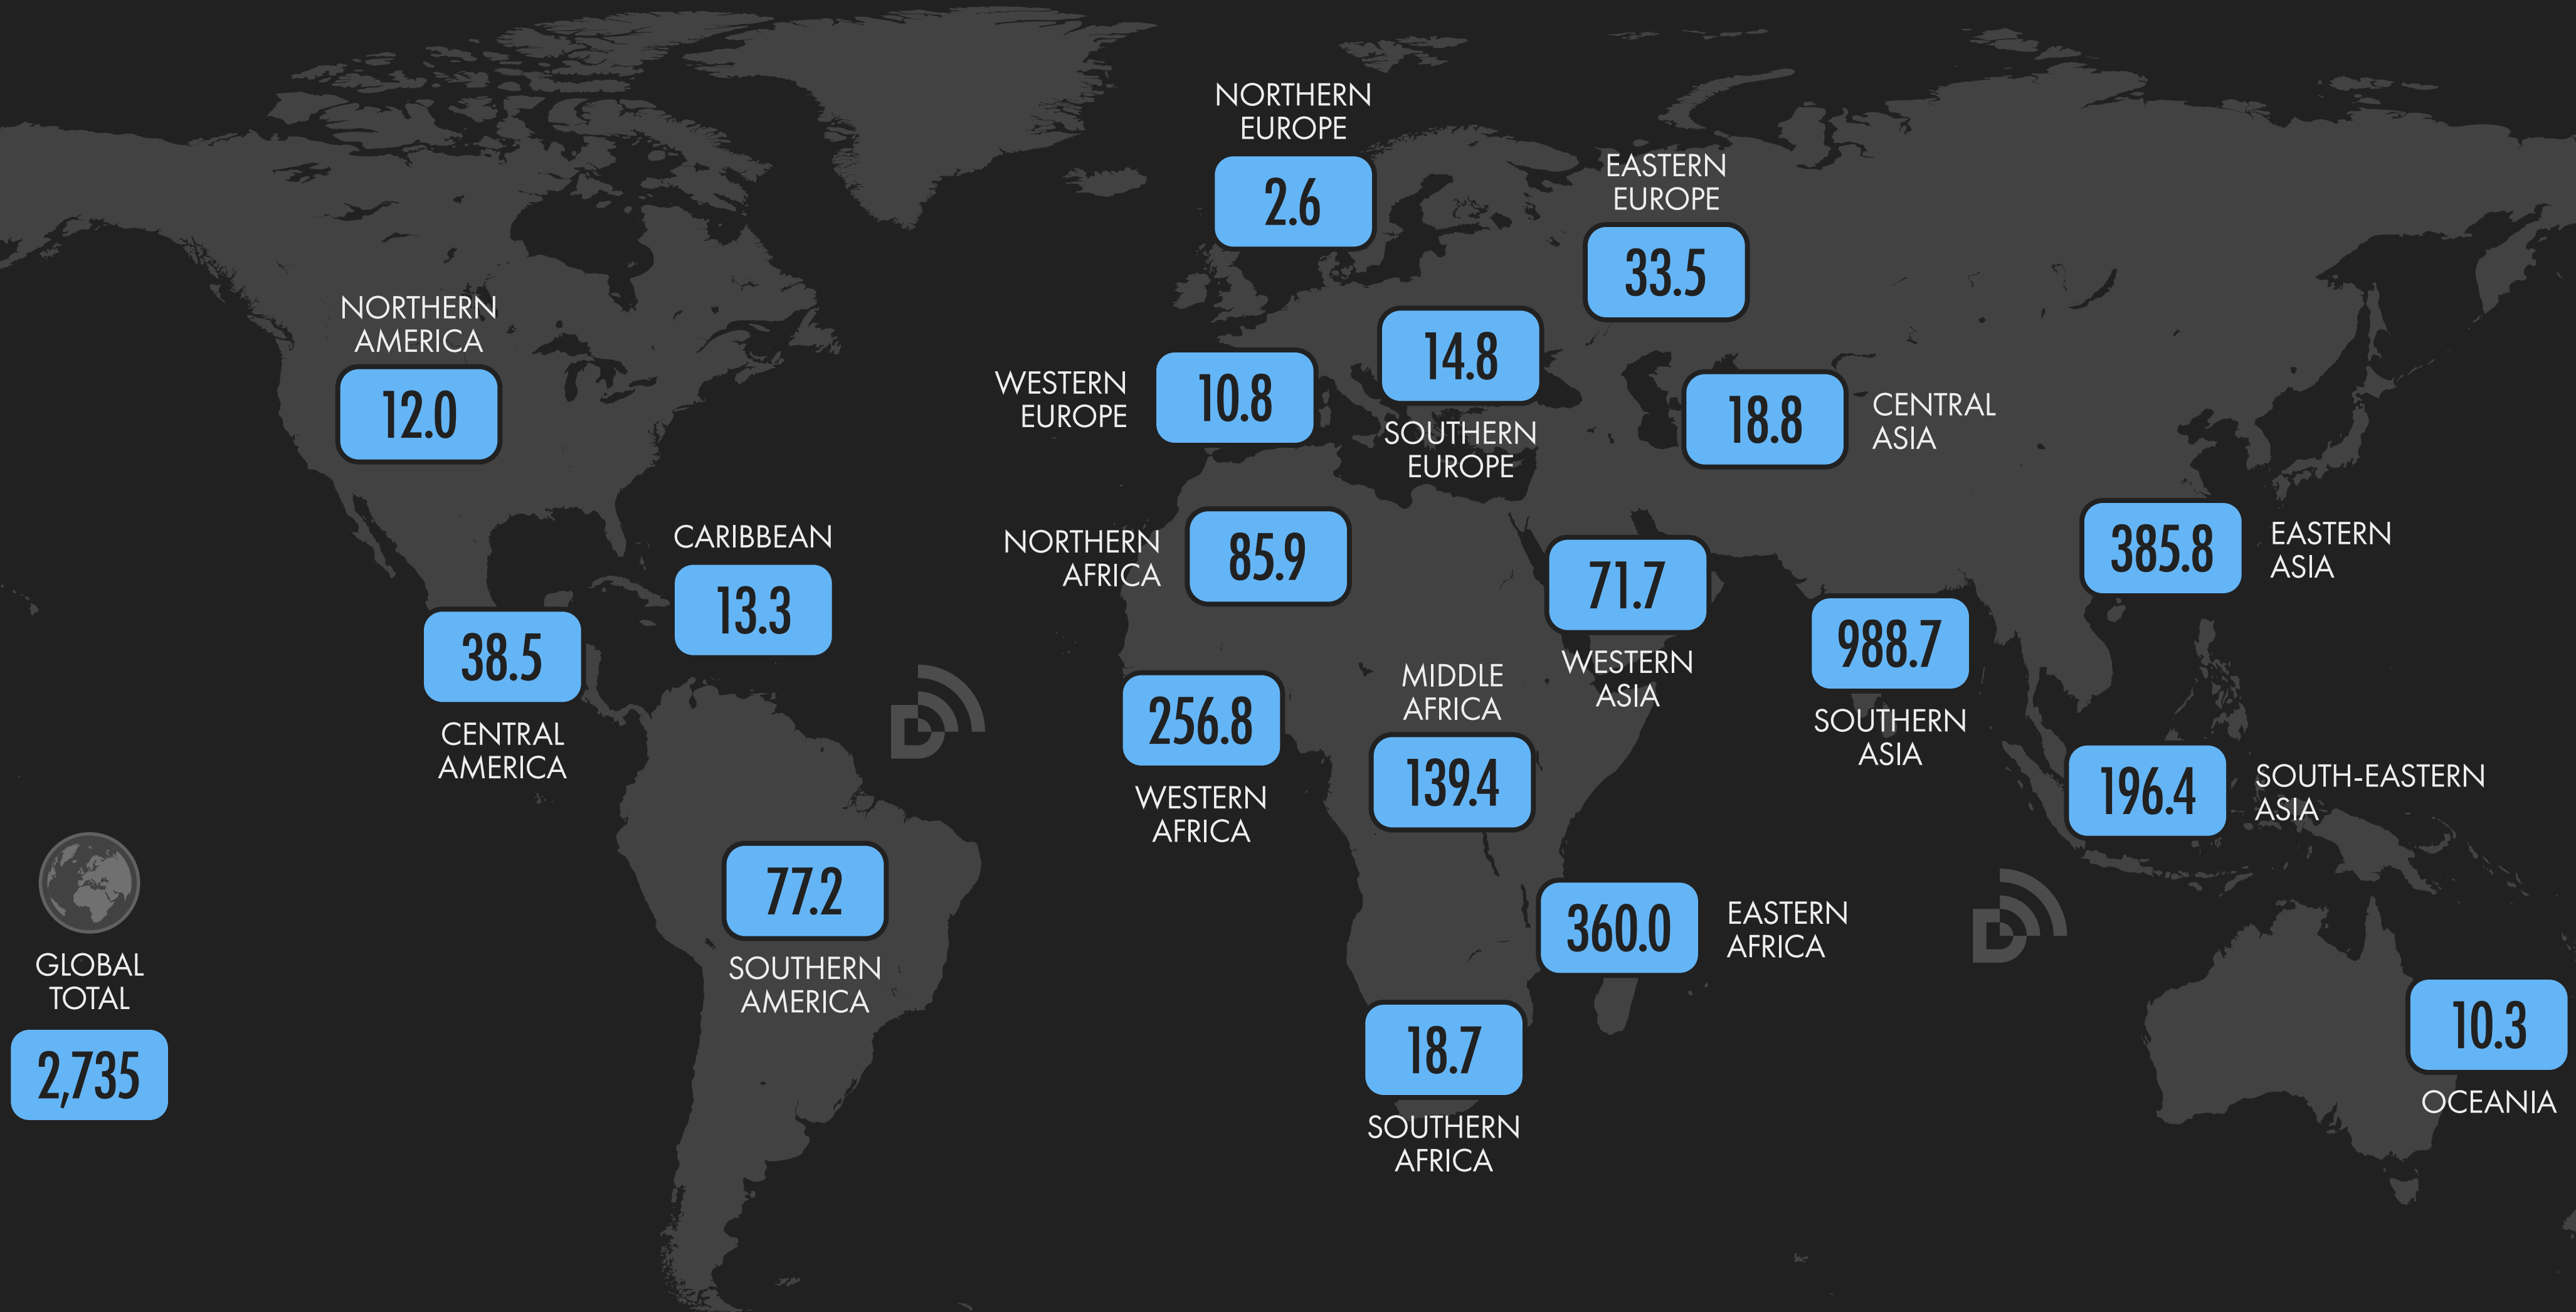 NORTHERN
EUROPE
2.6
EASTERN
EUROPE
33.5
NORTHERN
AMERICA
12.0
WESTERN
EUROPE
10.8
14.8
SOUTHERN
EUROPE
18.8
CENTRAL
ASIA
CARIBBEAN
13.3
NORTHERN
AFRICA
85.9
71.7
WESTERN
ASIA
385.8
EASTERN
ASIA
38.5
CENTRAL
AMERICA
988.7
SOUTHERN
ASIA
256.8
WESTERN
AFRICA
MIDDLE
AFRICA
139.4
196.4
SOUTH-EASTERN
ASIA
77.2
SOUTHERN
AMERICA
360.0
EASTERN
AFRICA
GLOBAL
TOTAL
2,735
18.7
SOUTHERN
AFRICA
10.3
OCEANIA